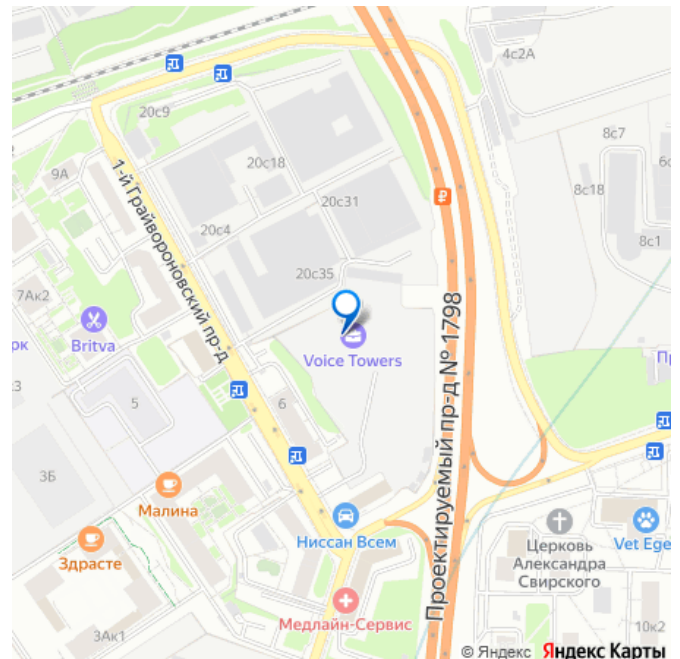 4с2А
20с9
8с7
20с18
9А
8с18
20с31
1-й Грайвороновский пр-д
20с4
8с1
20с35
7Ак2
Britva
Voice Towers
Проектируемый пр-д № 1798
5
6
3Б
Малина
Ниссан Всем
Здрасте
Церковь
Александра
Свирского
Vet Ege
Медлайн-Сервис
3Ак1
10к2
© Яндекс Яндекс Карты